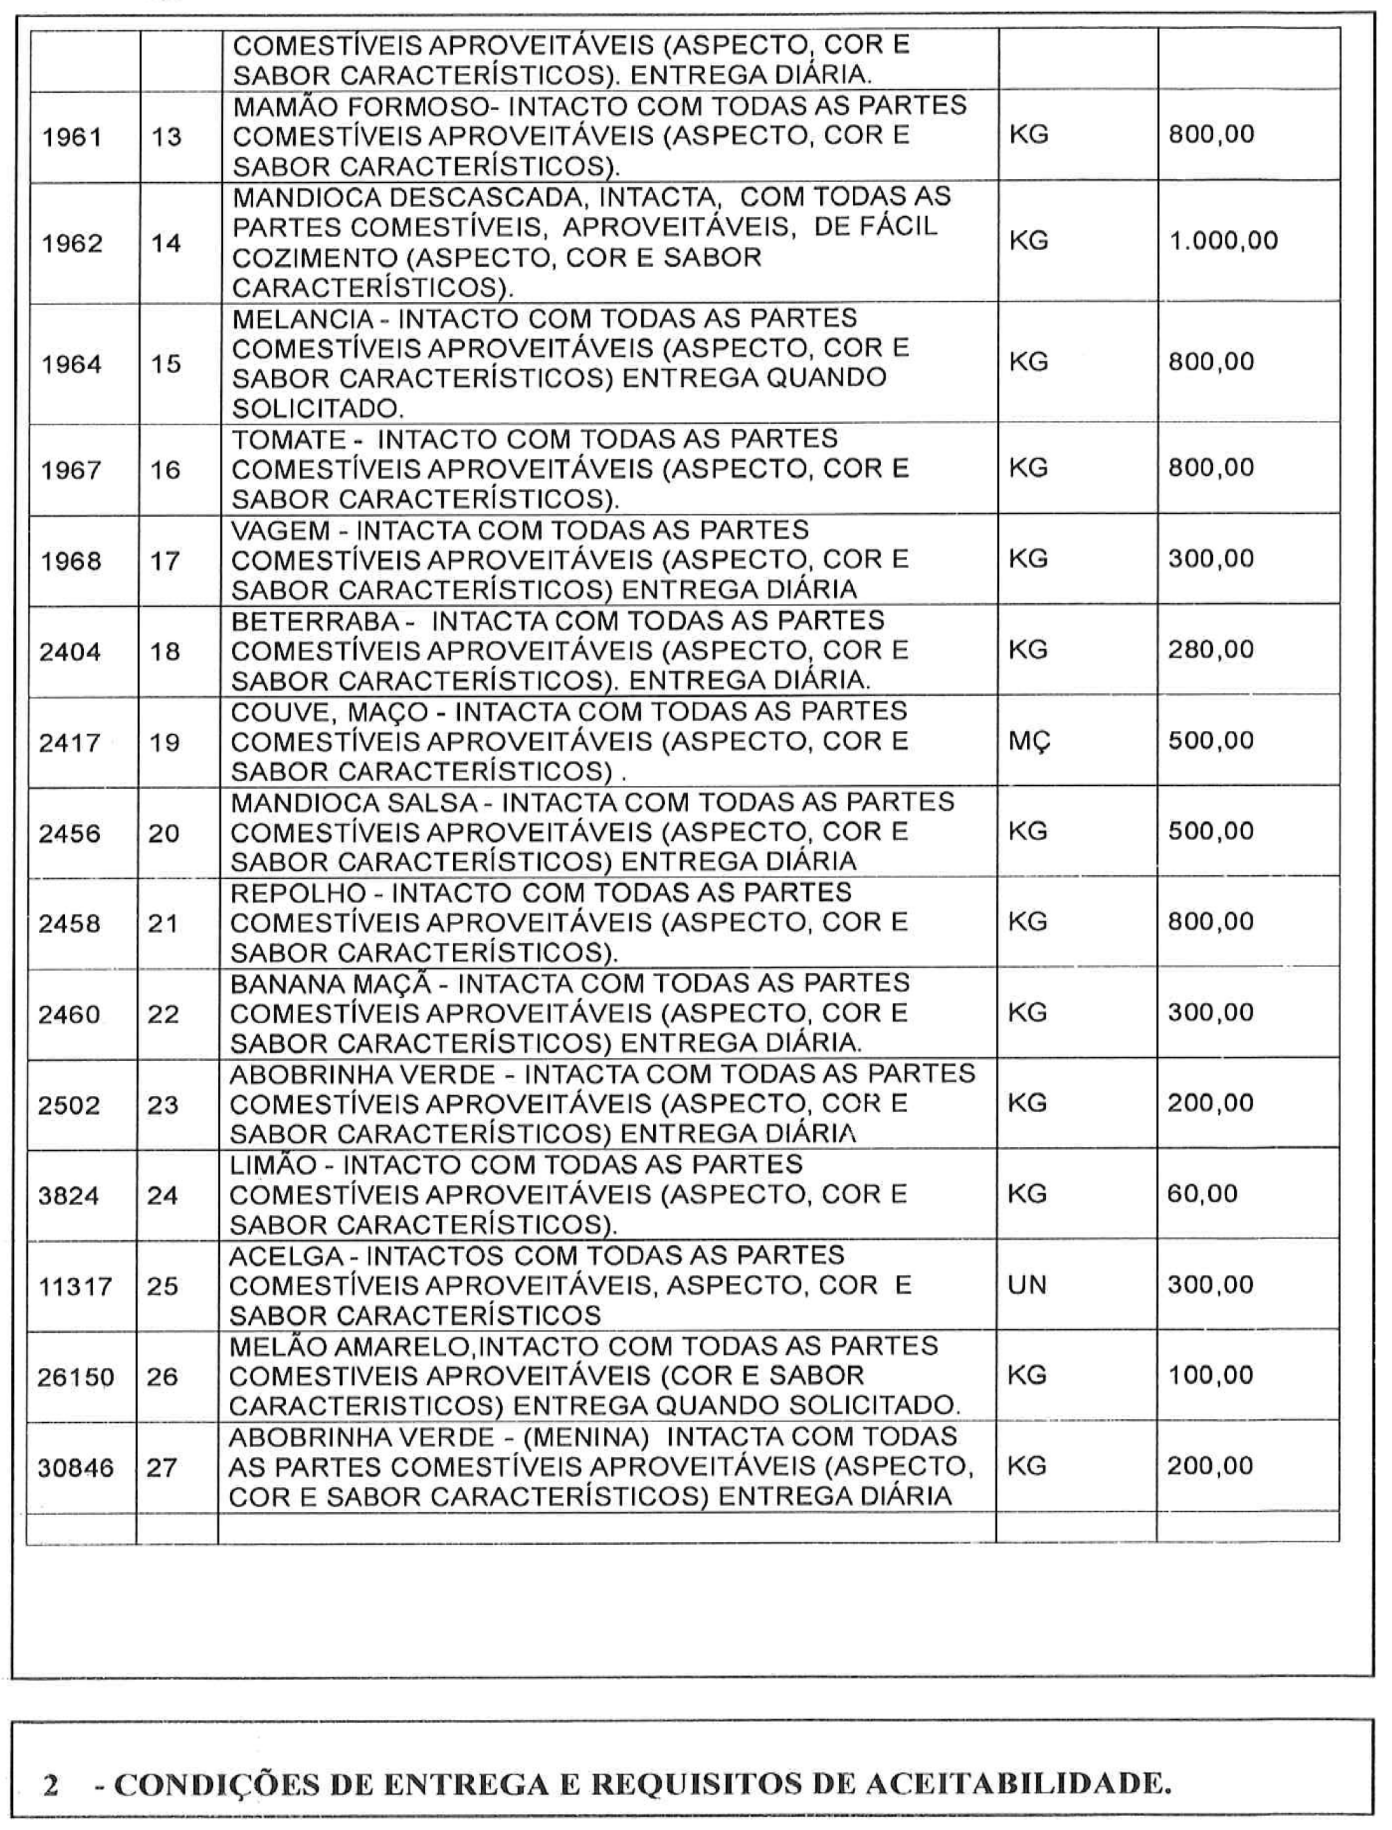 COMESTÍVEIS APROVEITÁVEIS (ASPECTO, COR E
SABOR CARACTERÍSTICOS). ENTREGA DIÁRIA.
MAMÃO FORMOSO- INTACTO COM TODAS AS PARTES
1961 13 COMESTÍVEIS APROVEITÁVEIS (ASPECTO, COR E KG 800,00
SABOR CARACTERÍSTICOS).
MANDIOCA DESCASCADA, INTACTA, COM TODAS AS
PARTES COMESTÍVEIS, APROVEITÁVEIS, DE FÁCIL
1962 14 COZIMENTO (ASPECTO, COR E SABOR KG 1.000,00
CARACTERÍSTICOS).
MELANCIA - INTACTO COM TODAS AS PARTES
COMESTÍVEIS APROVEITÁVEIS (ASPECTO, COR E
1964 15 SABOR CARACTERÍSTICOS) ENTREGA QUANDO KG 800,00
SOLICITADO.
TOMATE - INTACTO COM TODAS AS PARTES
1967 16 COMESTÍVEIS APROVEITÁVEIS (ASPECTO, COR E KG 800,00
SABOR CARACTERÍSTICOS).
VAGEM - INTACTA COM TODAS AS PARTES
1968 17 COMESTÍVEIS APROVEITÁVEIS (ASPECTO, COR E KG 300,00
SABOR CARACTERÍSTICOS) ENTREGA DIÁRIA
BETERRABA - INTACTA COM TODAS AS PARTES
2404 18 COMESTÍVEIS APROVEITÁVEIS (ASPECTO, COR E KG 280,00
SABOR CARACTERÍSTICOS). ENTREGA DIÁRIA.
COUVE, MAÇO - INTACTA COM TODAS AS PARTES
2417 19 COMESTÍVEIS APROVEITÁVEIS (ASPECTO, COR E MÇ 500,00
SABOR CARACTERÍSTICOS) .
MANDIOCA SALSA - INTACTA COM TODAS AS PARTES
2456 20 COMESTÍVEIS APROVEITÁVEIS (ASPECTO, COR E KG 500,00
SABOR CARACTERÍSTICOS) ENTREGA DIÁRIA
REPOLHO - INTACTO COM TODAS AS PARTES
2458 21 COMESTÍVEIS APROVEITÁVEIS (ASPECTO, COR E KG 800,00
SABOR CARACTERÍSTICOS).
BANANA MAÇÃ - INTACTA COM TODAS AS PARTES
2460 22 COMESTÍVEIS APROVEITÁVEIS (ASPECTO, COR E KG 300,00
SABOR CARACTERÍSTICOS) ENTREGA DIÁRIA.
ABOBRINHA VERDE - INTACTA COM TODAS AS PARTES
2502 23 COMESTÍVEIS APROVEITÁVEIS (ASPECTO, COR E KG 200,00
SABOR CARACTERÍSTICOS) ENTREGA DIÁRIA
LIMÃO - INTACTO COM TODAS AS PARTES
3824 24 COMESTÍVEIS APROVEITÁVEIS (ASPECTO, COR E KG 60,00
SABOR CARACTERÍSTICOS).
ACELGA - INTACTOS COM TODAS AS PARTES
11317 25 COMESTÍVEIS APROVEITÁVEIS, ASPECTO, COR E UN 300,00
SABOR CARACTERÍSTICOS
MELÃO AMARELO,INTACTO COM TODAS AS PARTES
26150 26 COMESTIVEIS APROVEITÁVEIS (COR E SABOR KG 100,00
CARACTERISTICOS) ENTREGA QUANDO SOLICITADO.
ABOBRINHA VERDE - (MENINA) INTACTA COM TODAS
30846 27 AS PARTES COMESTÍVEIS APROVEITÁVEIS (ASPECTO, KG 200,00
COR E SABOR CARACTERÍSTICOS) ENTREGA DIÁRIA
2 - CONDIÇÕES DE ENTREGA E REQUISITOS DE ACEITABILIDADE.